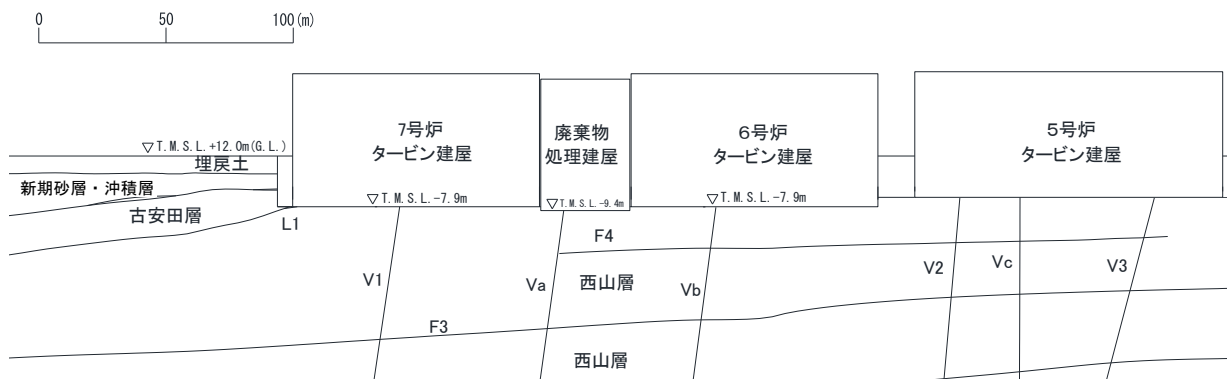 0 50 100(m)
7号炉
タービン建屋
廃棄物
処理建屋
6号炉
タービン建屋
5号炉
タービン建屋
▽T.M.S.L.+12.0m(G.L.)
埋戻土
新期砂層・沖積層
古安田層
L1
▽T.M.S.L.-7.9m
▽T.M.S.L.-9.4m
▽T.M.S.L.-7.9m
F4
V1
Va
西山層
Vb
V2
Vc
V3
F3
西山層